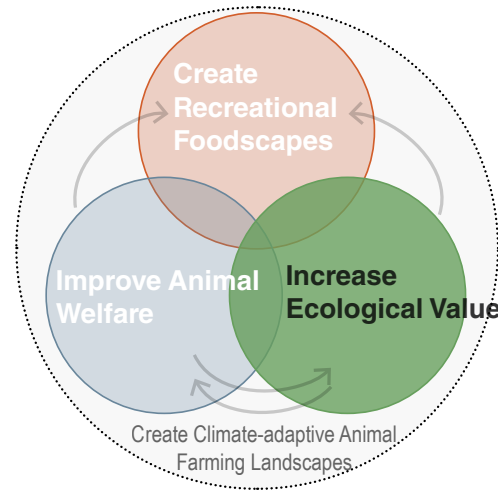 Create
Recreational
Foodscapes
Improve Animal
Welfare
Increase
Ecological Value
Create Climate-adaptive Animal
Farming Landscapes